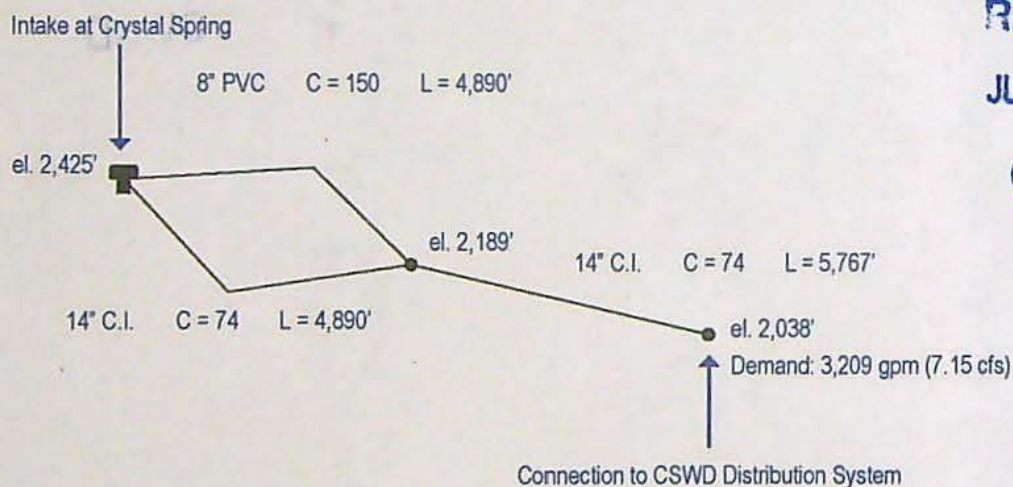 Intake at Crystal Spring
8" PVC C = 150 L = 4,890'
el. 2,425'
el. 2,189'
14" C.I. C = 74 L = 5,767'
14" C.I. C = 74 L = 4,890'
el. 2,038'
Demand: 3,209 gpm (7.15 cfs)
Connection to CSWD Distribution System